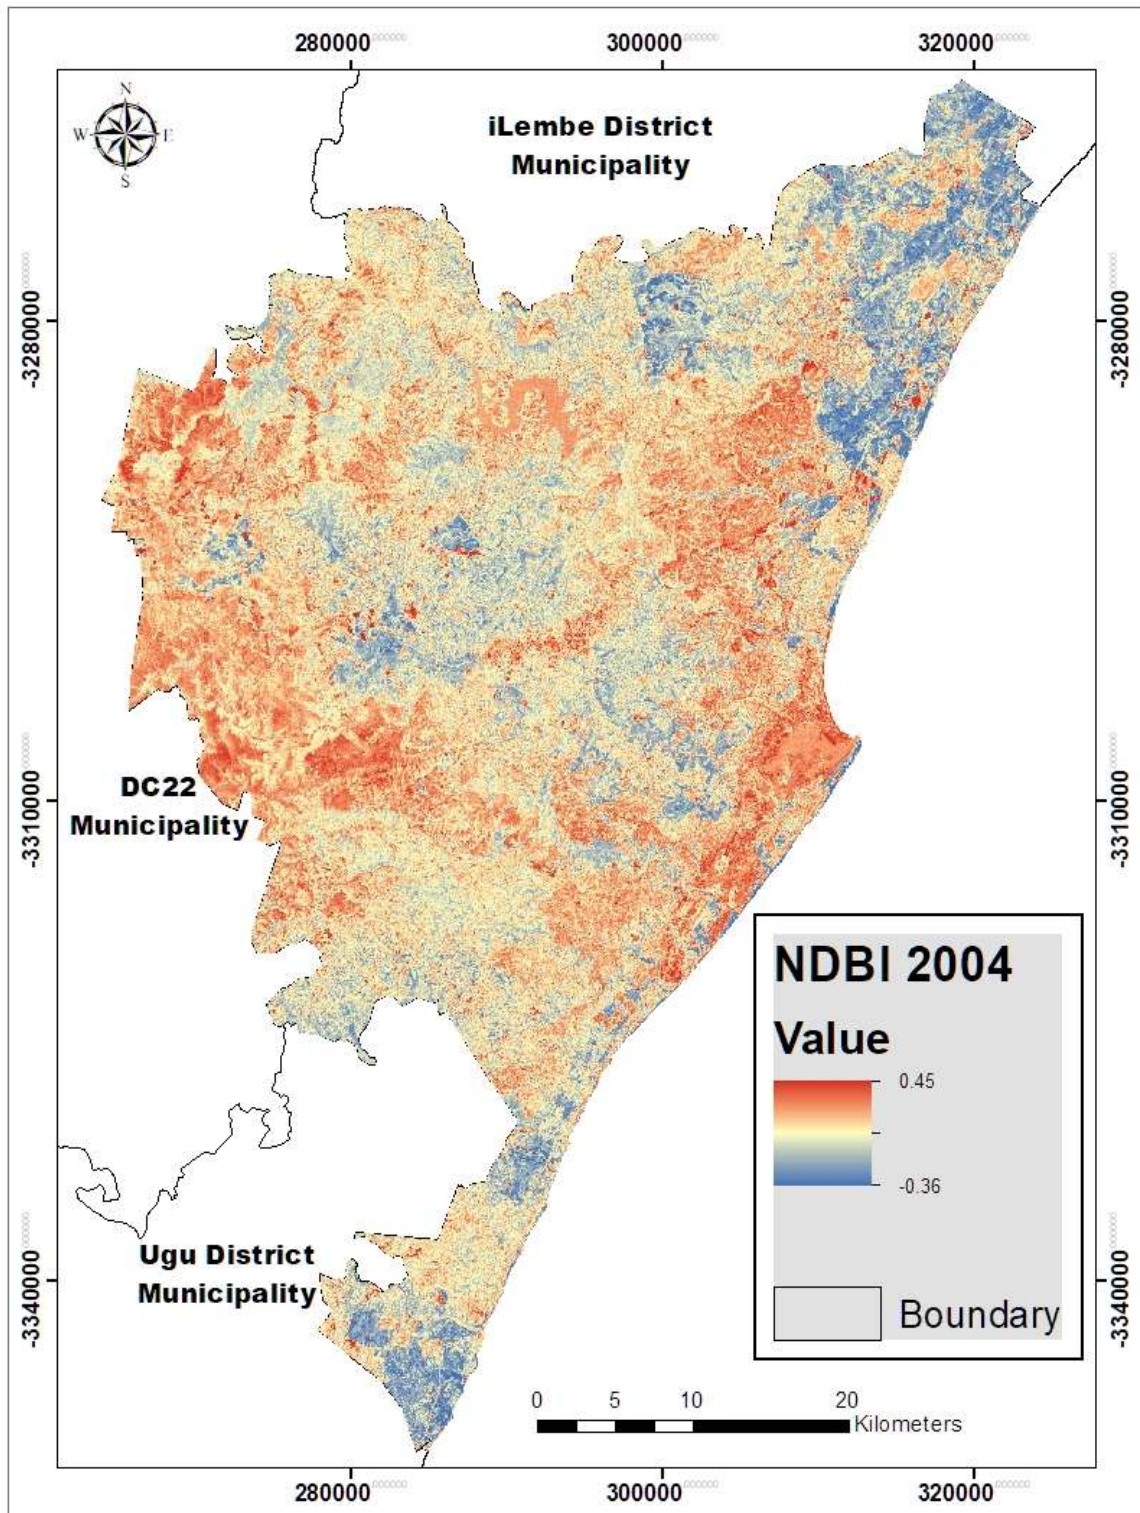 280000 300000 320000
N
W E
S
iLembe District
Municipality
-3280000 -3280000
DC22
Municipality
-3310000 -3310000
NDBI 2004
Value
0.45
-0.36
Boundary
Ugu District
Municipality
-3340000 -3340000
0 5 10 20
Kilometers
280000 300000 320000